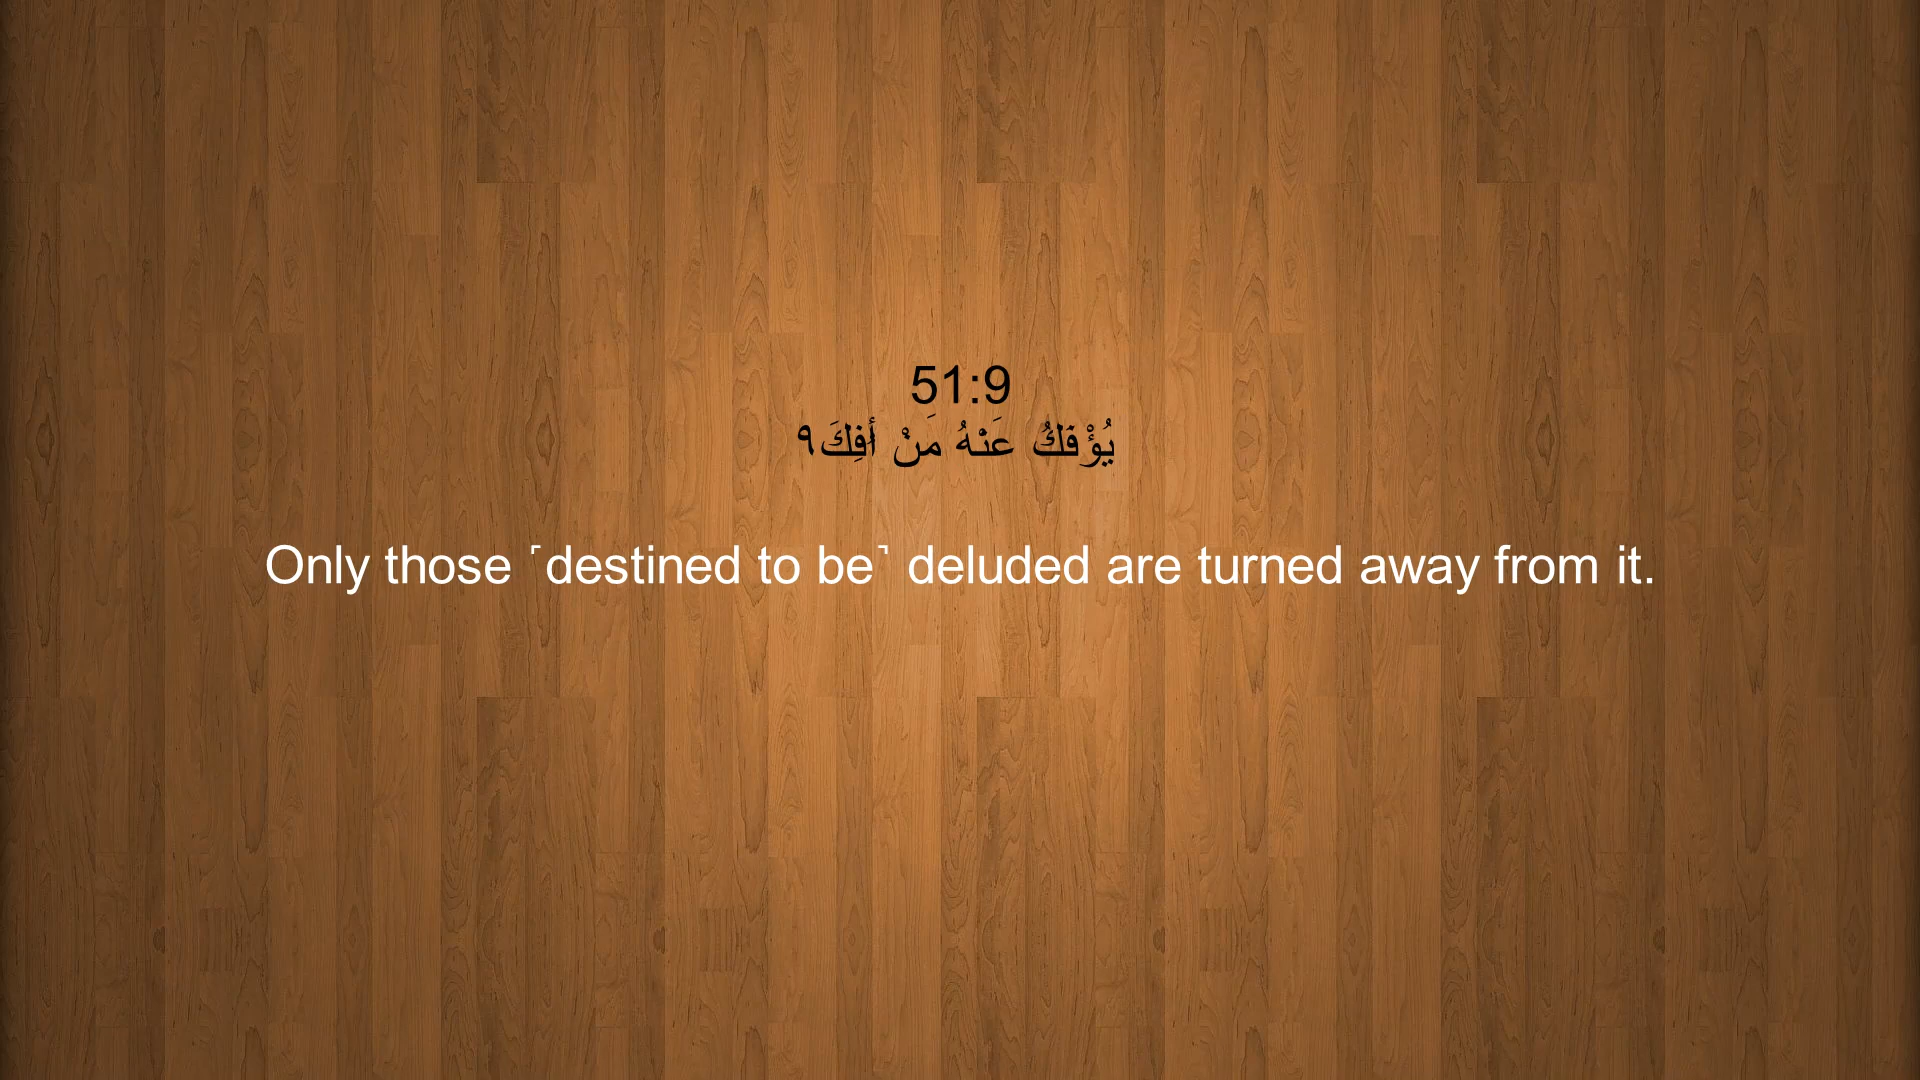 51:9
يُؤْفَكُ عَنْهُ مَنْ أُفِكَ٩
Only those ˹destined to be˺ deluded are turned away from it.